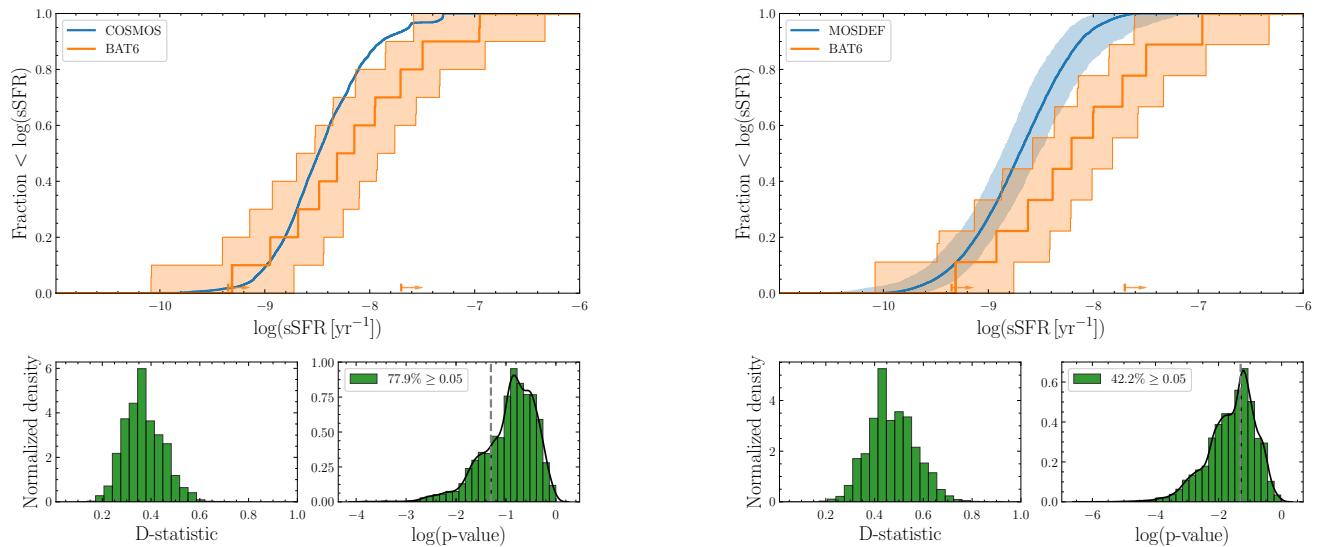 COSMOS
BAT6
Fraction < log(sSFR)
1.0
0.8
0.6
0.4
0.2
0.0
−10 −9 −8 −7 −6
log(sSFR [yr⁻¹])
MOSDEF
BAT6
Fraction < log(sSFR)
1.0
0.8
0.6
0.4
0.2
0.0
−10 −9 −8 −7 −6
log(sSFR [yr⁻¹])
Normalized density
6
4
2
0
0.2 0.4 0.6 0.8 1.0
D-statistic
77.9% ≥ 0.05
1.00
0.75
0.50
0.25
0.00
−4 −2 −1 0
log(p-value)
Normalized density
4
2
0
0.2 0.4 0.6 0.8 1.0
D-statistic
42.2% ≥ 0.05
0.6
0.4
0.2
0.0
−6 −4 −2 0
log(p-value)